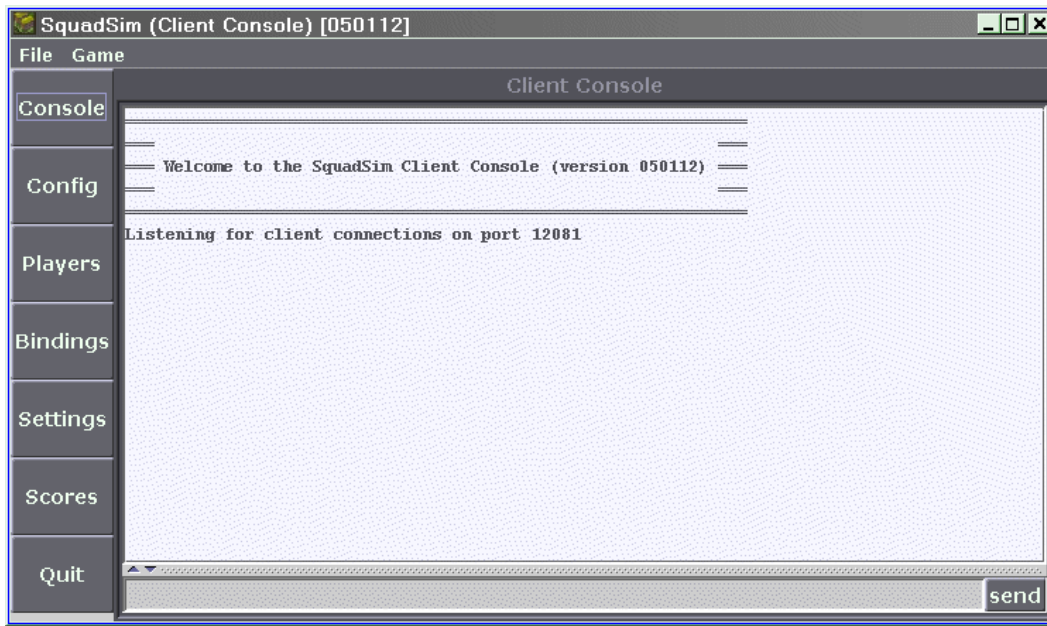 SquadSim (Client Console) [050112]
File Game
Client Console
Console
Config
Players
Bindings
Settings
Scores
Quit
Welcome to the SquadSim Client Console (version 050112)
Listening for client connections on port 12081
send